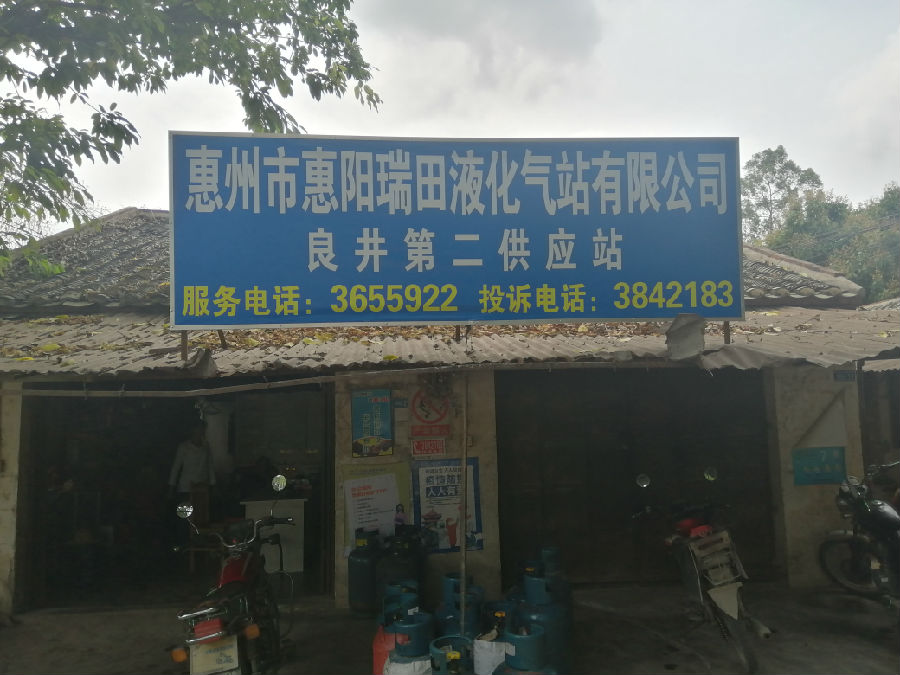 惠州市惠阳瑞田液化气站有限公司
良井第二供应站
服务电话：3655922 投诉电话：3842183